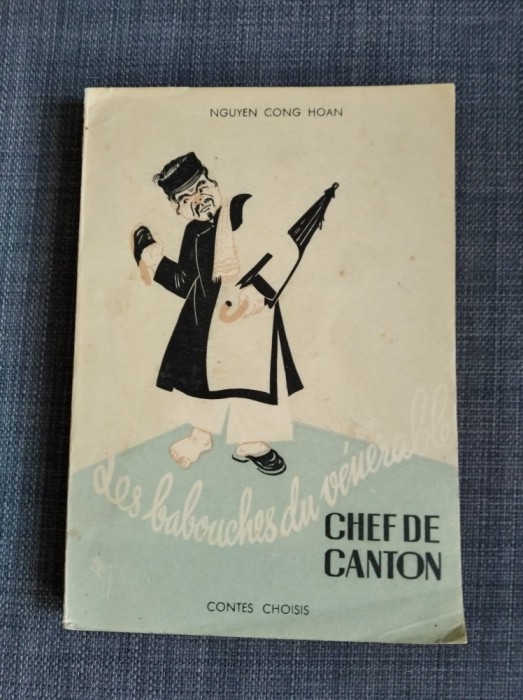 NGUYEN CONG HOAN
Les babouches du vénérable
CHEF DE
CANTON
CONTES CHOISIS